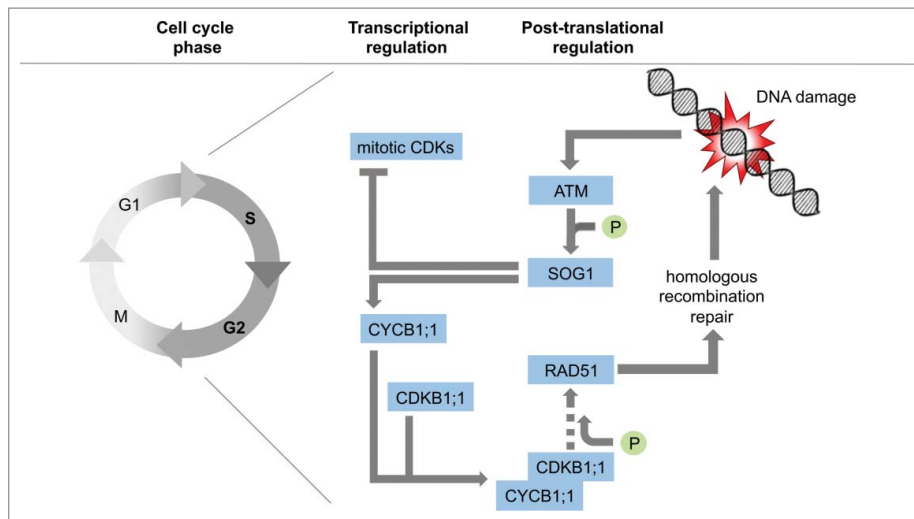 Cell cycle
phase
Transcriptional
regulation
Post-translational
regulation
DNA damage
mitotic CDKs
ATM
P
SOG1
G1
S
M
G2
CYCB1;1
homologous
recombination
repair
RAD51
CDKB1;1
P
CDKB1;1
CYCB1;1